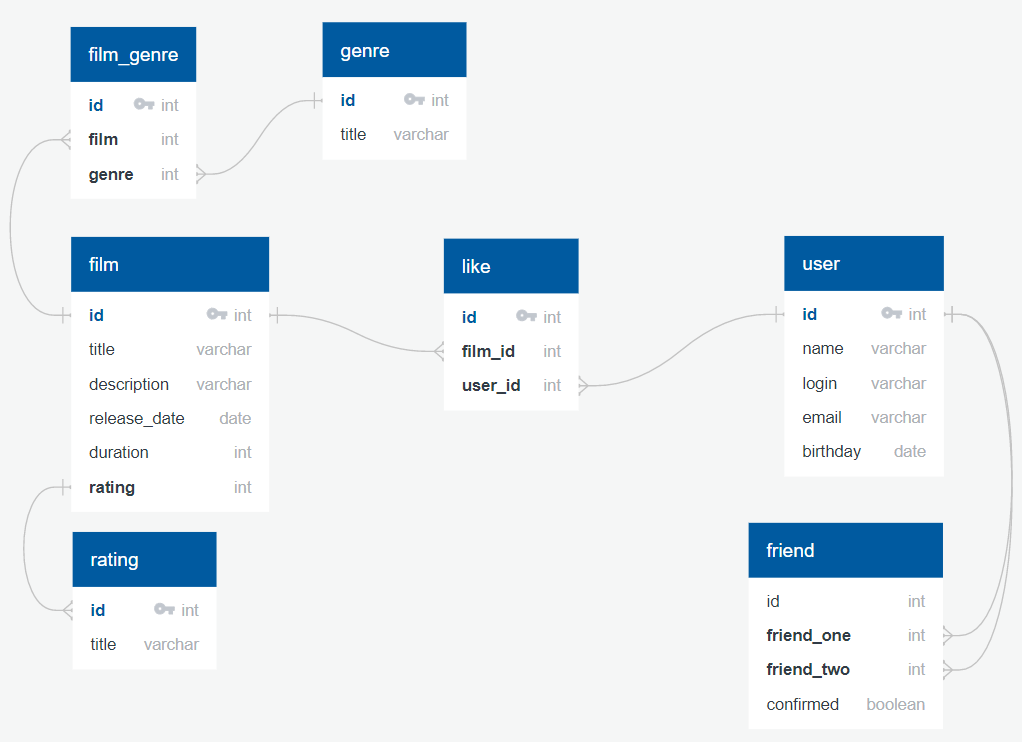 film_genre
id int
film int
genre int
genre
id int
title varchar
film
id int
title varchar
description varchar
release_date date
duration int
rating int
like
id int
film_id int
user_id int
user
id int
name varchar
login varchar
email varchar
birthday date
rating
id int
title varchar
friend
id int
friend_one int
friend_two int
confirmed boolean